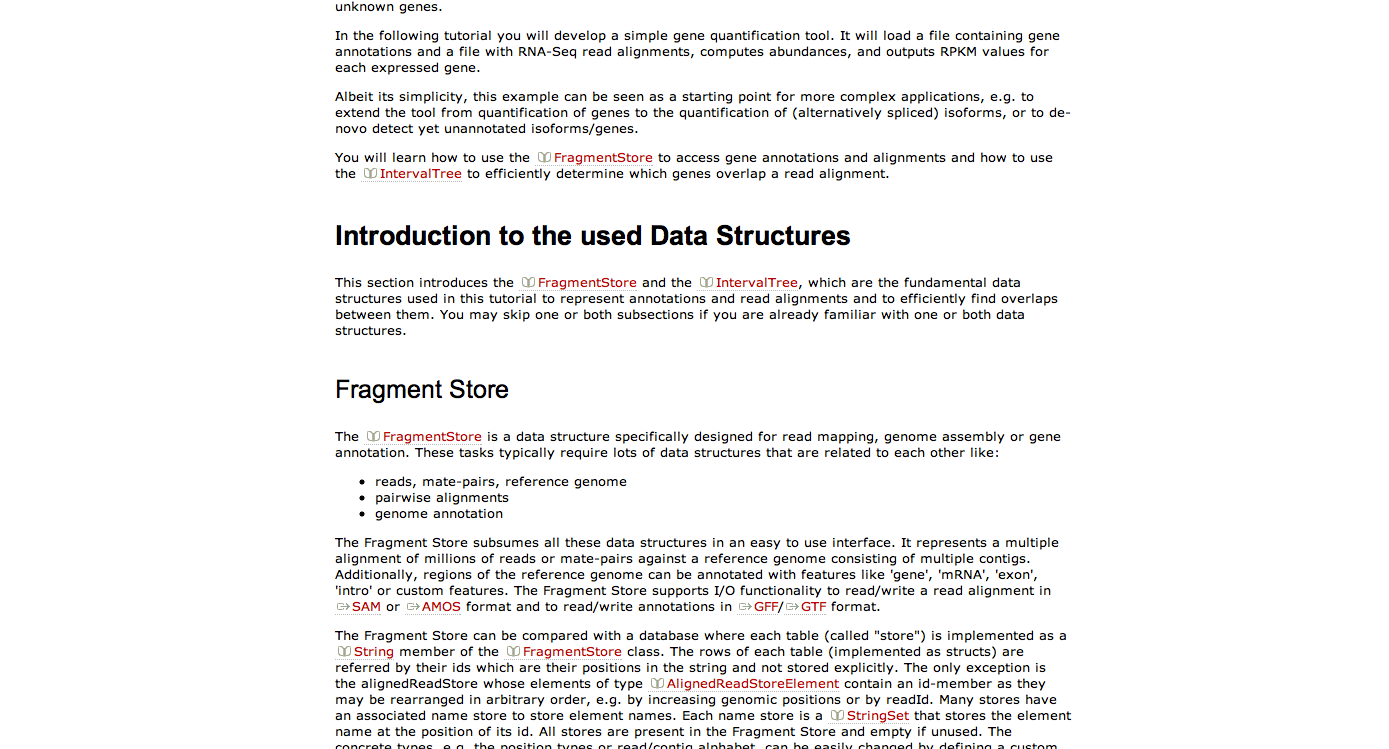 unknown genes.
In the following tutorial you will develop a simple gene quantification tool. It will load a file containing gene
annotations and a file with RNA-Seq read alignments, computes abundances, and outputs RPKM values for
each expressed gene.
Albeit its simplicity, this example can be seen as a starting point for more complex applications, e.g. to
extend the tool from quantification of genes to the quantification of (alternatively spliced) isoforms, or to de-
novo detect yet unannotated isoforms/genes.
You will learn how to use the FragmentStore to access gene annotations and alignments and how to use
the IntervalTree to efficiently determine which genes overlap a read alignment.
Introduction to the used Data Structures
This section introduces the FragmentStore and the IntervalTree, which are the fundamental data
structures used in this tutorial to represent annotations and read alignments and to efficiently find overlaps
between them. You may skip one or both subsections if you are already familiar with one or both data
structures.
Fragment Store
The FragmentStore is a data structure specifically designed for read mapping, genome assembly or gene
annotation. These tasks typically require lots of data structures that are related to each other like:
• reads, mate-pairs, reference genome
• pairwise alignments
• genome annotation
The Fragment Store subsumes all these data structures in an easy to use interface. It represents a multiple
alignment of millions of reads or mate-pairs against a reference genome consisting of multiple contigs.
Additionally, regions of the reference genome can be annotated with features like 'gene', 'mRNA', 'exon',
'intro' or custom features. The Fragment Store supports I/O functionality to read/write a read alignment in
SAM or AMOS format and to read/write annotations in GFF/GTF format.
The Fragment Store can be compared with a database where each table (called "store") is implemented as a
String member of the FragmentStore class. The rows of each table (implemented as structs) are
referred by their ids which are their positions in the string and not stored explicitly. The only exception is
the alignedReadStore whose elements of type AlignedReadStoreElement contain an id-member as they
may be rearranged in arbitrary order, e.g. by increasing genomic positions or by readId. Many stores have
an associated name store to store element names. Each name store is a StringSet that stores the element
name at the position of its id. All stores are present in the Fragment Store and empty if unused. The
concrete types, e.g. the position types or read/contig alphabet, can be easily changed by defining a custom